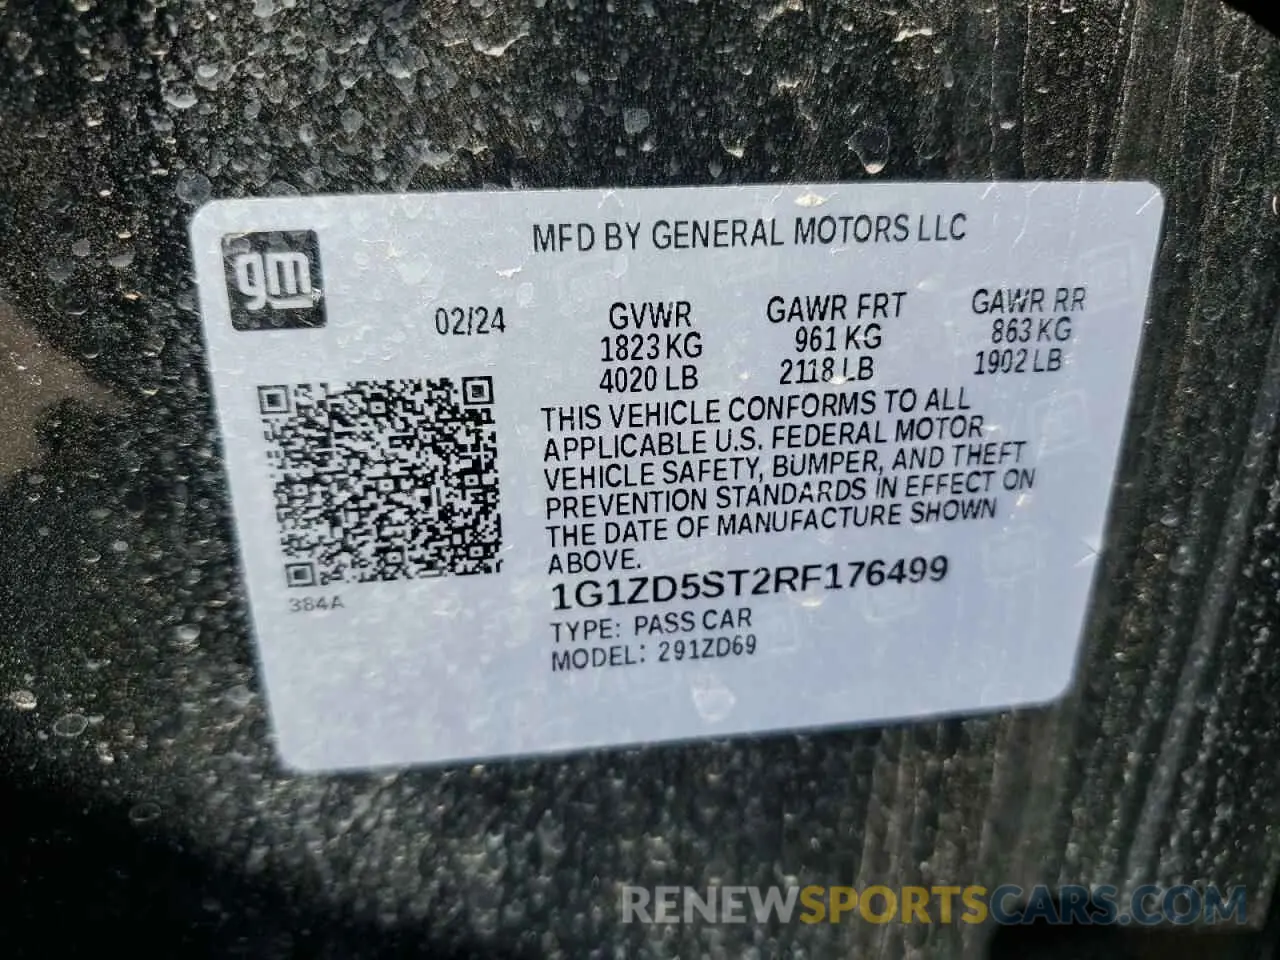 MFD BY GENERAL MOTORS LLC
gm
02/24 GVWR GAWR FRT GAWR RR
1823 KG 961 KG 863 KG
4020 LB 2118 LB 1902 LB
THIS VEHICLE CONFORMS TO ALL
APPLICABLE U.S. FEDERAL MOTOR
VEHICLE SAFETY, BUMPER, AND THEFT
PREVENTION STANDARDS IN EFFECT ON
THE DATE OF MANUFACTURE SHOWN
ABOVE.
384A
1G1ZD5ST2RF176499
TYPE: PASS CAR
MODEL: 291ZD69
RENEWSPORTSCARS.COM